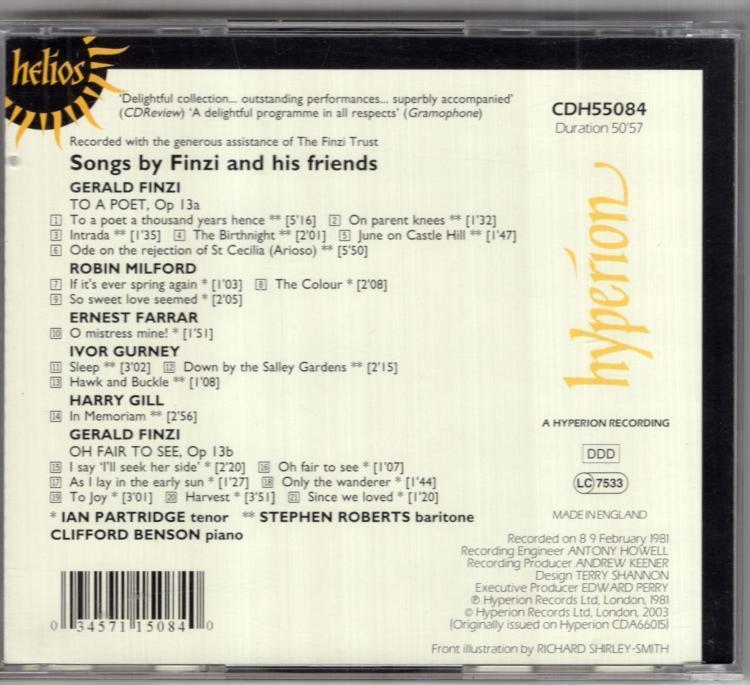 helios
'Delightful collection... outstanding performances... superbly accompanied'
(CDReview) 'A delightful programme in all respects' (Gramophone)
CDH55084
Duration 50'57
Recorded with the generous assistance of The Finzi Trust
Songs by Finzi and his friends
GERALD FINZI
TO A POET, Op 13a
1 To a poet a thousand years hence ** [5'16] 2 On parent knees ** [1'32]
3 Intrada ** [1'35] 4 The Birthnight ** [2'01] 5 June on Castle Hill ** [1'47]
6 Ode on the rejection of St Cecilia (Arioso) ** [5'50]
ROBIN MILFORD
7 If it's ever spring again * [1'03] 8 The Colour * [2'08]
9 So sweet love seemed * [2'05]
ERNEST FARRAR
10 O mistress mine! * [1'51]
IVOR GURNEY
11 Sleep ** [3'02] 12 Down by the Salley Gardens ** [2'15]
13 Hawk and Buckle ** [1'08]
HARRY GILL
14 In Memoriam ** [2'56]
GERALD FINZI
OH FAIR TO SEE, Op 13b
15 I say 'I'll seek her side' * [2'20] 16 Oh fair to see * [1'07]
17 As I lay in the early sun * [1'27] 18 Only the wanderer * [1'44]
19 To Joy * [3'01] 20 Harvest * [3'51] 21 Since we loved * [1'20]
* IAN PARTRIDGE tenor ** STEPHEN ROBERTS baritone
CLIFFORD BENSON piano
0 34571 15084 0
hyperion
A HYPERION RECORDING
DDD
LC 7533
MADE IN ENGLAND
Recorded on 8 9 February 1981
Recording Engineer ANTONY HOWELL
Recording Producer ANDREW KEENER
Design TERRY SHANNON
Executive Producer EDWARD PERRY
℗ Hyperion Records Ltd, London, 1981
© Hyperion Records Ltd, London, 2003
(Originally issued on Hyperion CDA66015)
Front illustration by RICHARD SHIRLEY-SMITH